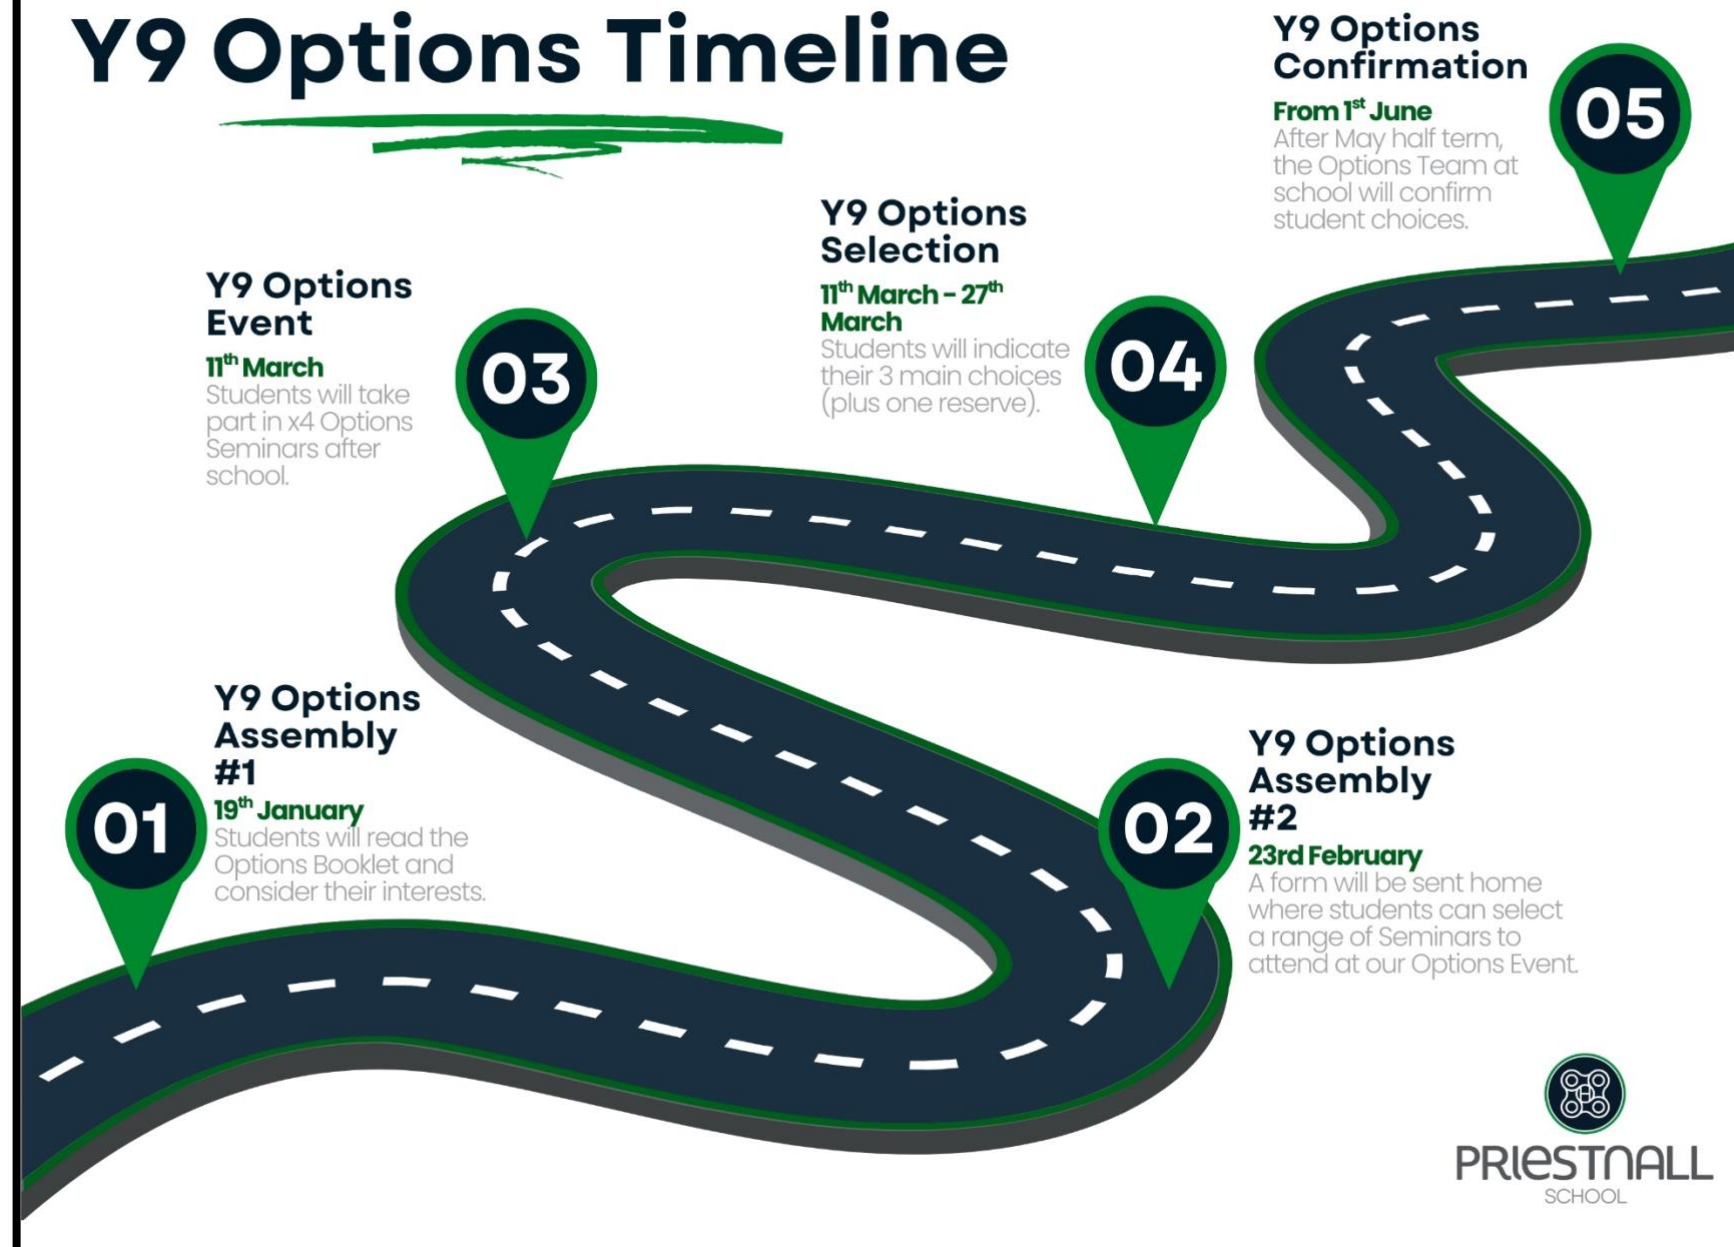 Y9 Options Timeline
01
Y9 Options
Assembly
#1
19th January
Students will read the
Options Booklet and
consider their interests.
02
Y9 Options
Assembly
#2
23rd February
A form will be sent home
where students can select
a range of Seminars to
attend at our Options Event.
03
Y9 Options
Event
11th March
Students will take
part in x4 Options
Seminars after
school.
04
Y9 Options
Selection
11th March - 27th
March
Students will indicate
their 3 main choices
(plus one reserve).
05
Y9 Options
Confirmation
From 1st June
After May half term,
the Options Team at
school will confirm
student choices.
PRIESTNALL
SCHOOL